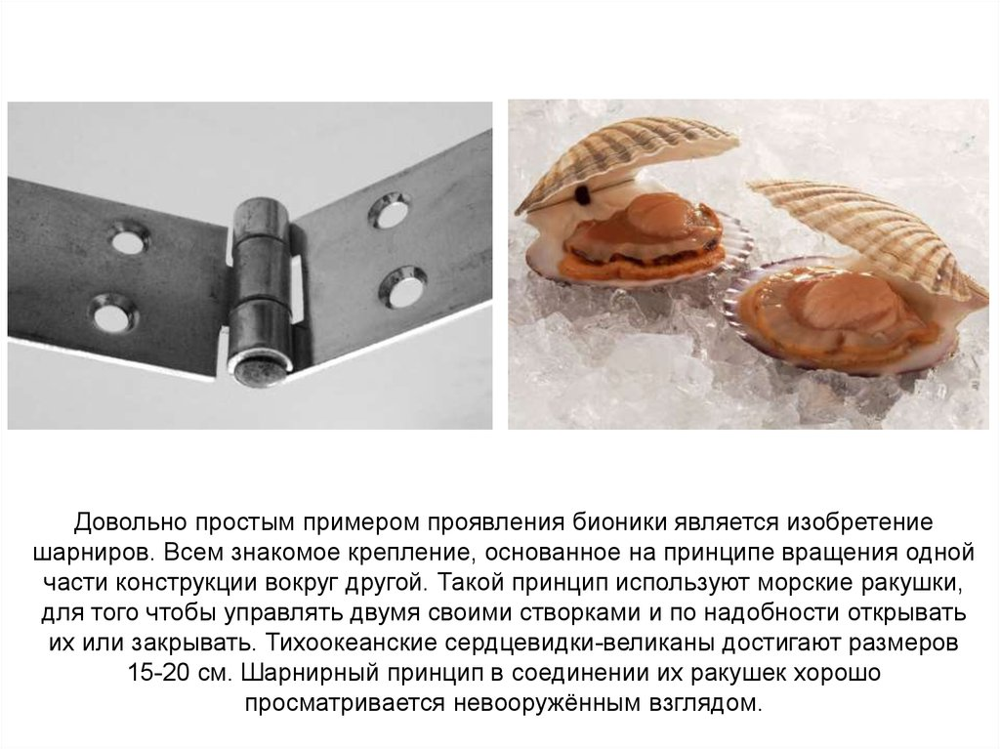 Довольно простым примером проявления бионики является изобретение
шарниров. Всем знакомое крепление, основанное на принципе вращения одной
части конструкции вокруг другой. Такой принцип используют морские ракушки,
для того чтобы управлять двумя своими створками и по надобности открывать
их или закрывать. Тихоокеанские сердцевидки-великаны достигают размеров
15-20 см. Шарнирный принцип в соединении их ракушек хорошо
просматривается невооружённым взглядом.